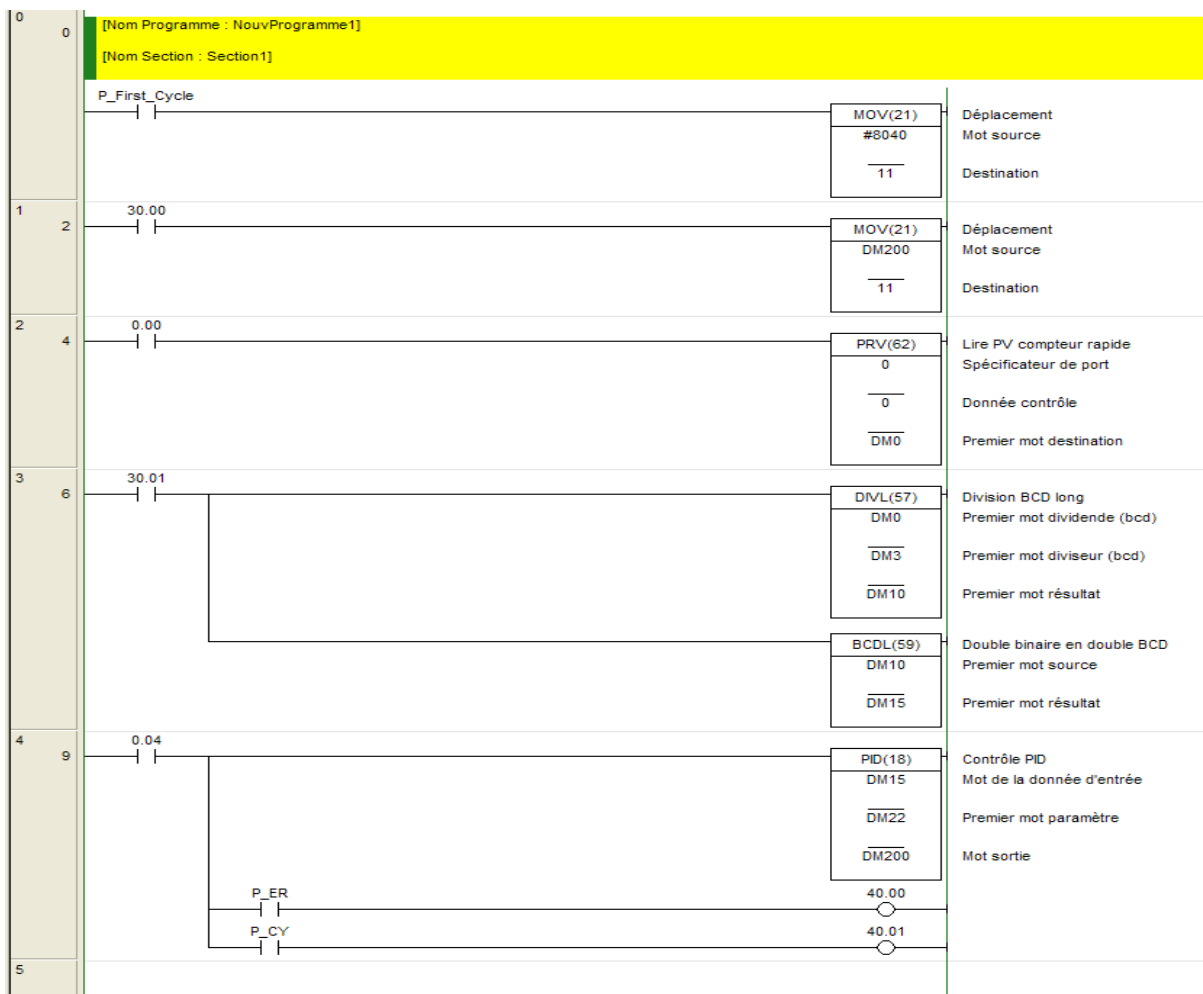 0
0
[Nom Programme : NouvProgramme1]
[Nom Section : Section1]
P_First_Cycle
MOV(21) Déplacement
#8040 Mot source
11 Destination
1
2
30.00
MOV(21) Déplacement
DM200 Mot source
11 Destination
2
4
0.00
PRV(62) Lire PV compteur rapide
0 Spécificateur de port
0 Donnée contrôle
DM0 Premier mot destination
3
6
30.01
DIVL(57) Division BCD long
DM0 Premier mot dividende (bcd)
DM3 Premier mot diviseur (bcd)
DM10 Premier mot résultat
BCDL(59) Double binaire en double BCD
DM10 Premier mot source
DM15 Premier mot résultat
4
9
0.04
PID(18) Contrôle PID
DM15 Mot de la donnée d'entrée
DM22 Premier mot paramètre
DM200 Mot sortie
P_ER 40.00
P_CY 40.01
5